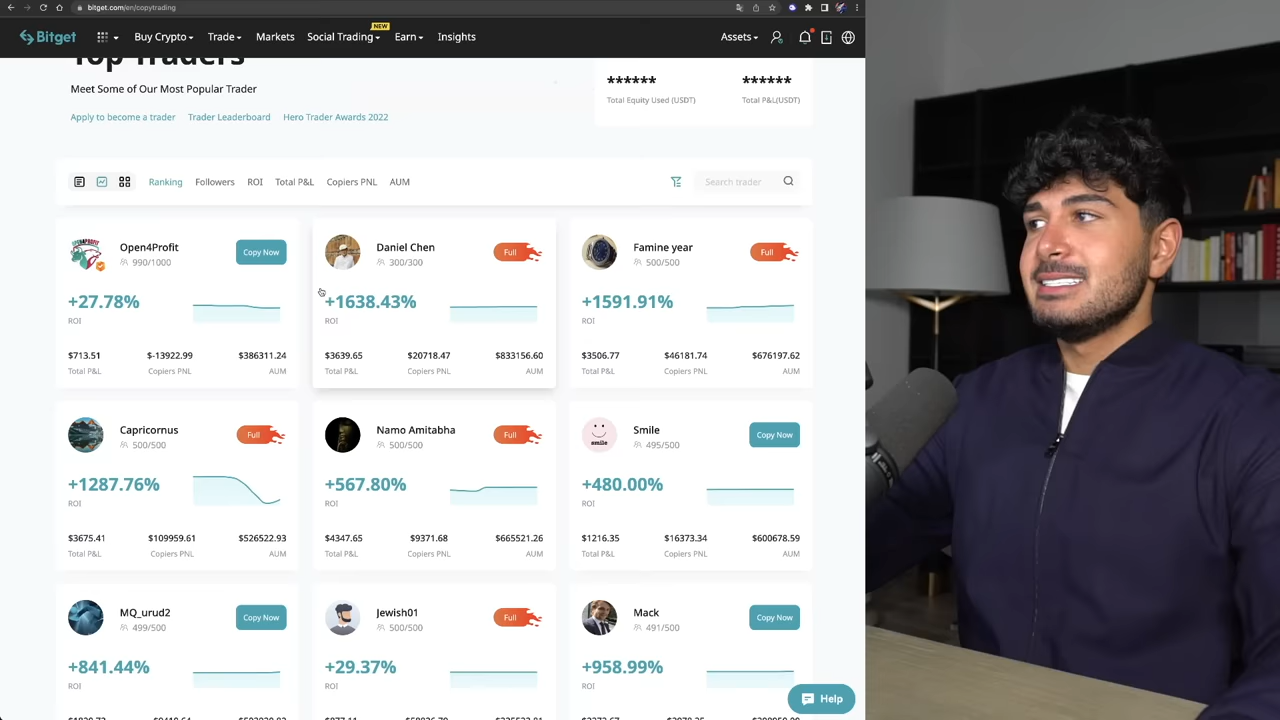 bitget.com/en/copytrading
Bitget
Buy Crypto
Trade
Markets
Social Trading
NEW
Earn
Insights
Assets
Top Traders
Meet Some of Our Most Popular Trader
Apply to become a trader
Trader Leaderboard
Hero Trader Awards 2022
******
******
Total Equity Used (USDT)
Total P&L(USDT)
Ranking
Followers
ROI
Total P&L
Copiers PNL
AUM
Search trader
Open4Profit
990/1000
Copy Now
+27.78%
ROI
$713.51
$-13922.99
$386311.24
Total P&L
Copiers PNL
AUM
Daniel Chen
300/300
Full
+1638.43%
ROI
$3639.65
$20718.47
$833156.60
Total P&L
Copiers PNL
AUM
Famine year
500/500
Full
+1591.91%
ROI
$3506.77
$46181.74
$676197.62
Total P&L
Copiers PNL
AUM
Capricornus
500/500
Full
+1287.76%
ROI
$3675.41
$109959.61
$526522.93
Total P&L
Copiers PNL
AUM
Namo Amitabha
500/500
Full
+567.80%
ROI
$4347.65
$9371.68
$665521.26
Total P&L
Copiers PNL
AUM
smile
Smile
495/500
Copy Now
+480.00%
ROI
$1216.35
$16373.34
$600678.59
Total P&L
Copiers PNL
AUM
MQ_urud2
499/500
Copy Now
+841.44%
ROI
Jewish01
500/500
Full
+29.37%
ROI
Mack
491/500
Copy Now
+958.99%
ROI
Help